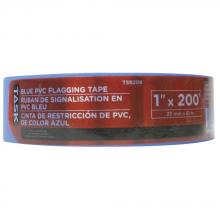 TASK
T58206
BLUE PVC FLAGGING TAPE
RUBAN DE SIGNALISATION EN
PVC BLEU
CINTA DE RESTRICCIÓN DE PVC,
DE COLOR AZUL
1" X 200'